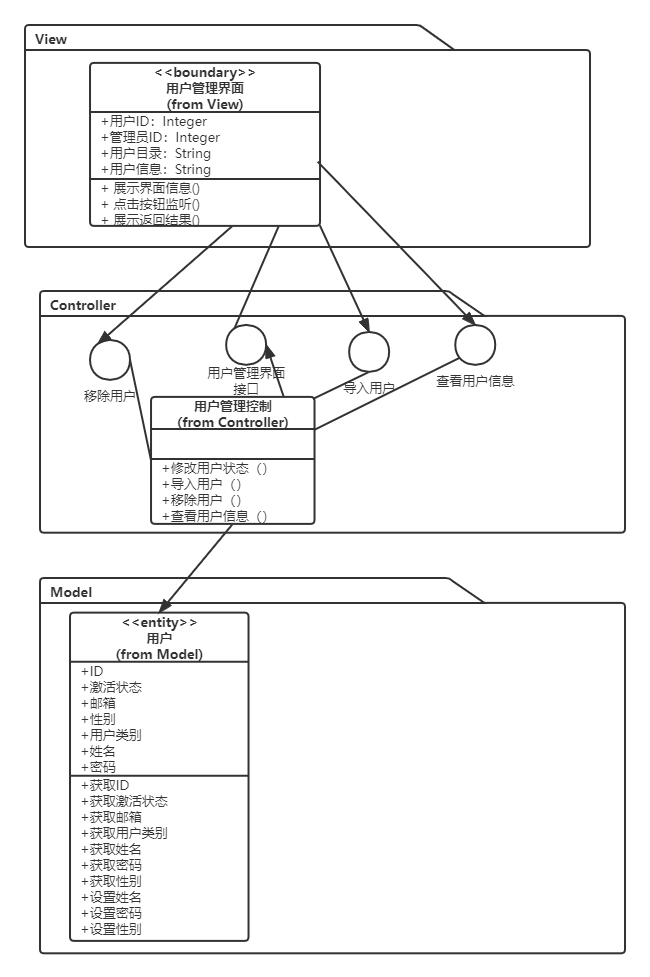 View
<<boundary>>
用户管理界面
(from View)
+用户ID：Integer
+管理员ID：Integer
+用户目录：String
+用户信息：String
+ 展示界面信息()
+ 点击按钮监听()
+ 展示返回结果()
Controller
移除用户
用户管理界面
接口
导入用户
查看用户信息
用户管理控制
(from Controller)
+修改用户状态（）
+导入用户（）
+移除用户（）
+查看用户信息（）
Model
<<entity>>
用户
(from Model)
+ID
+激活状态
+邮箱
+性别
+用户类别
+姓名
+密码
+获取ID
+获取激活状态
+获取邮箱
+获取用户类别
+获取姓名
+获取密码
+获取性别
+设置姓名
+设置密码
+设置性别